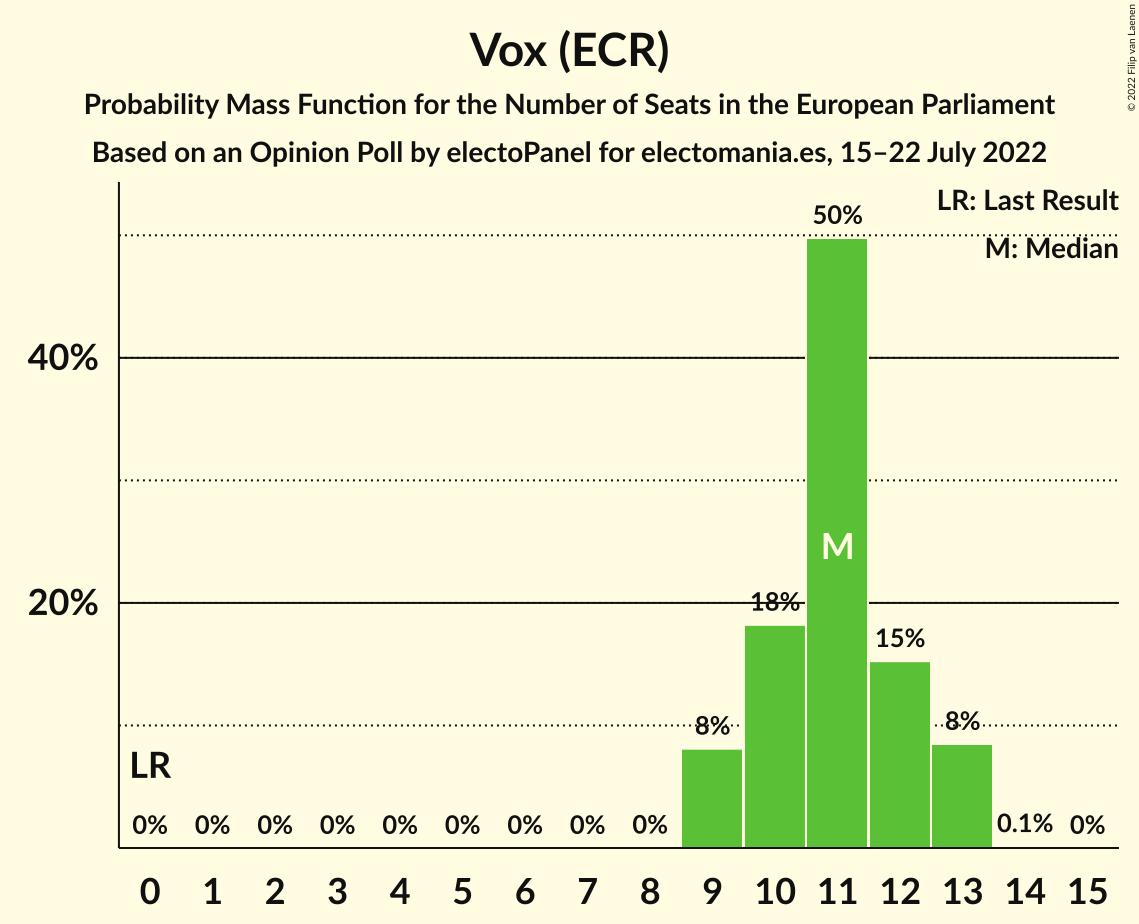 Vox (ECR)
Probability Mass Function for the Number of Seats in the European Parliament
Based on an Opinion Poll by electoPanel for electomania.es, 15–22 July 2022
© 2022 Filip van Laenen
LR: Last Result
M: Median
50%
40%
M
20%
18%
15%
8%
8%
LR
0% 0% 0% 0% 0% 0% 0% 0% 0% 0.1% 0%
0 1 2 3 4 5 6 7 8 9 10 11 12 13 14 15